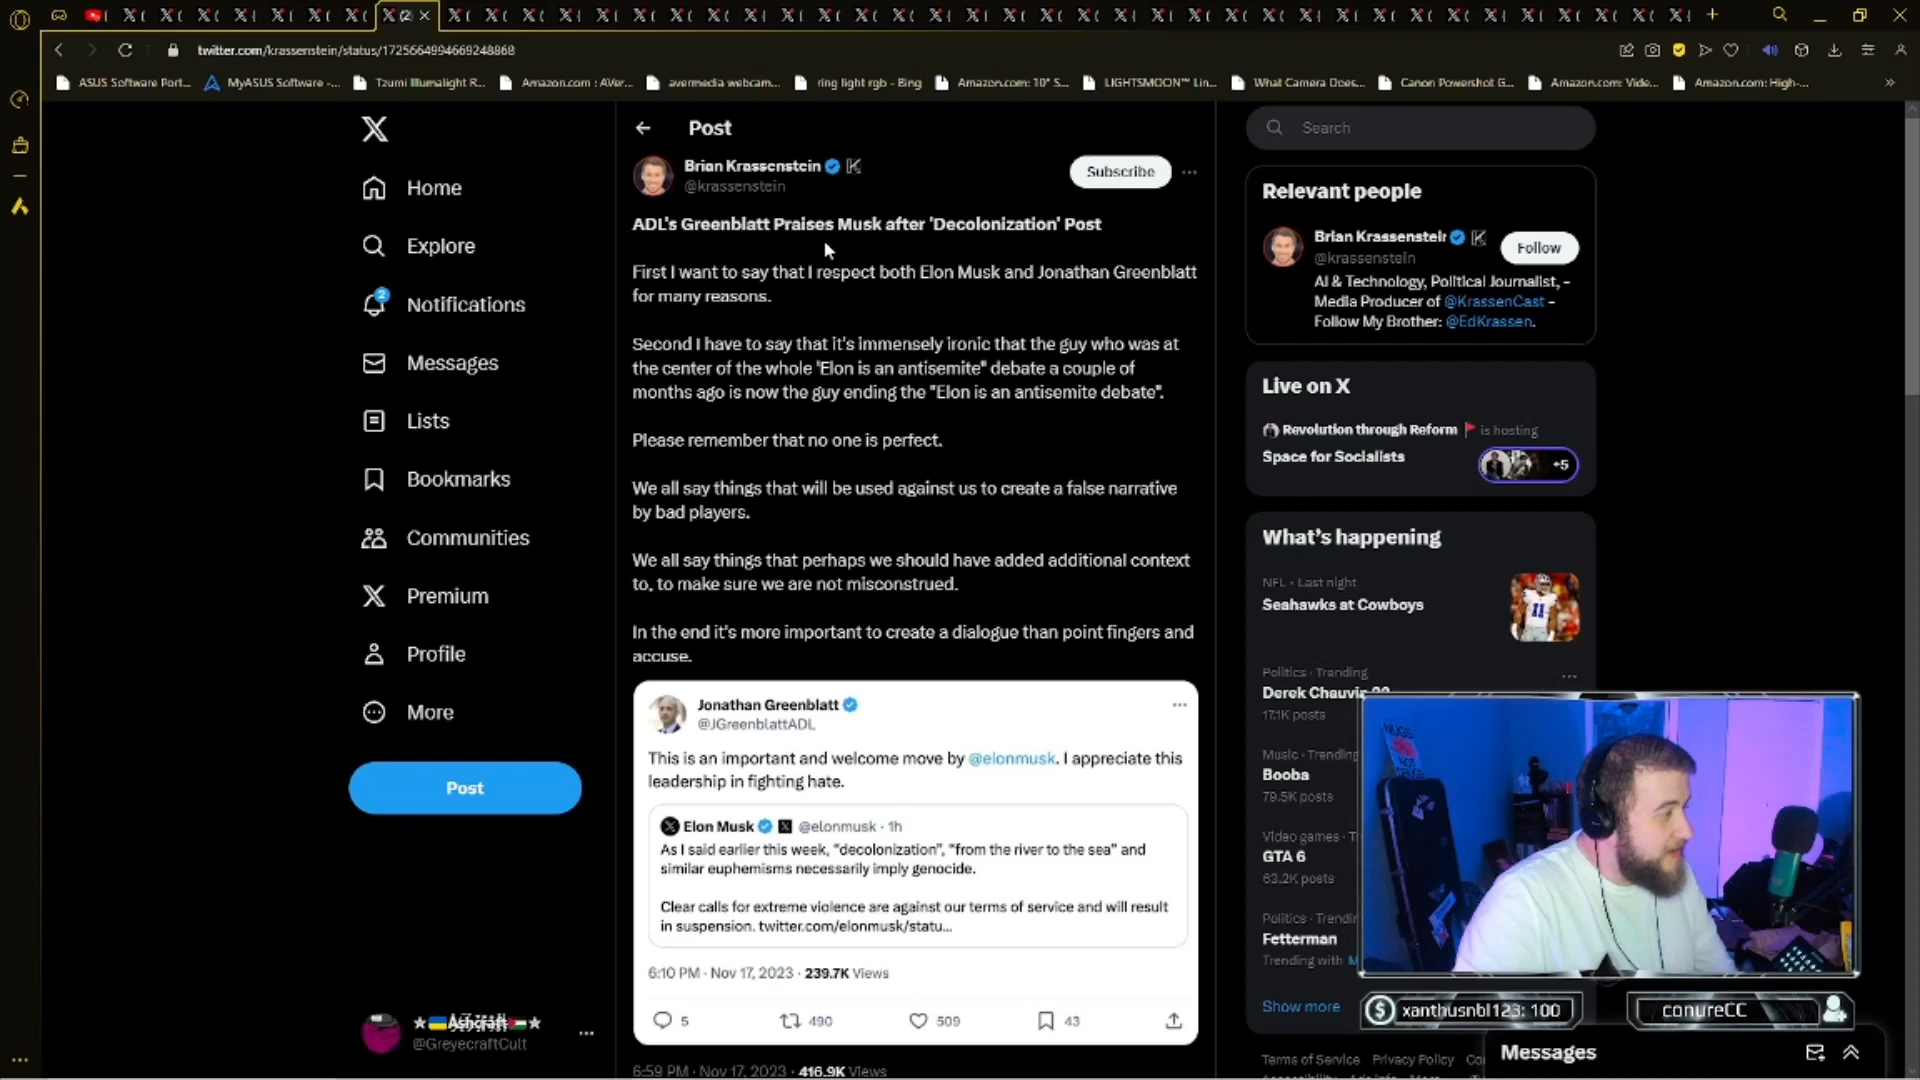 twitter.com/krassenstein/status/1725664994669248868
ASUS Software Port...
MyASUS Software -...
Tzumi Illumalight R...
Amazon.com : AVer...
avermedia webcam...
ring light rgb - Bing
Amazon.com: 10" S...
LIGHTSMOON™ Lin...
What Camera Does...
Canon Powershot G...
Amazon.com: Vide...
Amazon.com: High-...
Home
Explore
2
Notifications
Messages
Lists
Bookmarks
Communities
Premium
Profile
More
Post
@GreyecraftCult
Post
Brian Krassenstein
@krassenstein
Subscribe
ADL's Greenblatt Praises Musk after 'Decolonization' Post
First I want to say that I respect both Elon Musk and Jonathan Greenblatt
for many reasons.
Second I have to say that it's immensely ironic that the guy who was at
the center of the whole 'Elon is an antisemite" debate a couple of
months ago is now the guy ending the "Elon is an antisemite debate".
Please remember that no one is perfect.
We all say things that will be used against us to create a false narrative
by bad players.
We all say things that perhaps we should have added additional context
to, to make sure we are not misconstrued.
In the end it's more important to create a dialogue than point fingers and
accuse.
Jonathan Greenblatt
@JGreenblattADL
This is an important and welcome move by @elonmusk. I appreciate this
leadership in fighting hate.
Elon Musk @elonmusk · 1h
As I said earlier this week, "decolonization", "from the river to the sea" and
similar euphemisms necessarily imply genocide.
Clear calls for extreme violence are against our terms of service and will result
in suspension. twitter.com/elonmusk/statu...
6:10 PM · Nov 17, 2023 · 239.7K Views
5 490 509 43
6:59 PM · Nov 17, 2023 · 416.9K Views
Search
Relevant people
Brian Krassenstein
@krassenstein
Follow
AI & Technology, Political Journalist, -
Media Producer of @KrassenCast -
Follow My Brother: @EdKrassen.
Live on X
Revolution through Reform is hosting
Space for Socialists
+5
What's happening
NFL · Last night
Seahawks at Cowboys
Politics · Trending
Derek Chauvin
17.1K posts
Music · Trending
Booba
79.5K posts
Video games · T
GTA 6
63.2K posts
Politics · Trendi
Fetterman
Trending with
Show more
xanthusnbl123: 100
conureCC
Terms of Service Privacy Policy
Messages